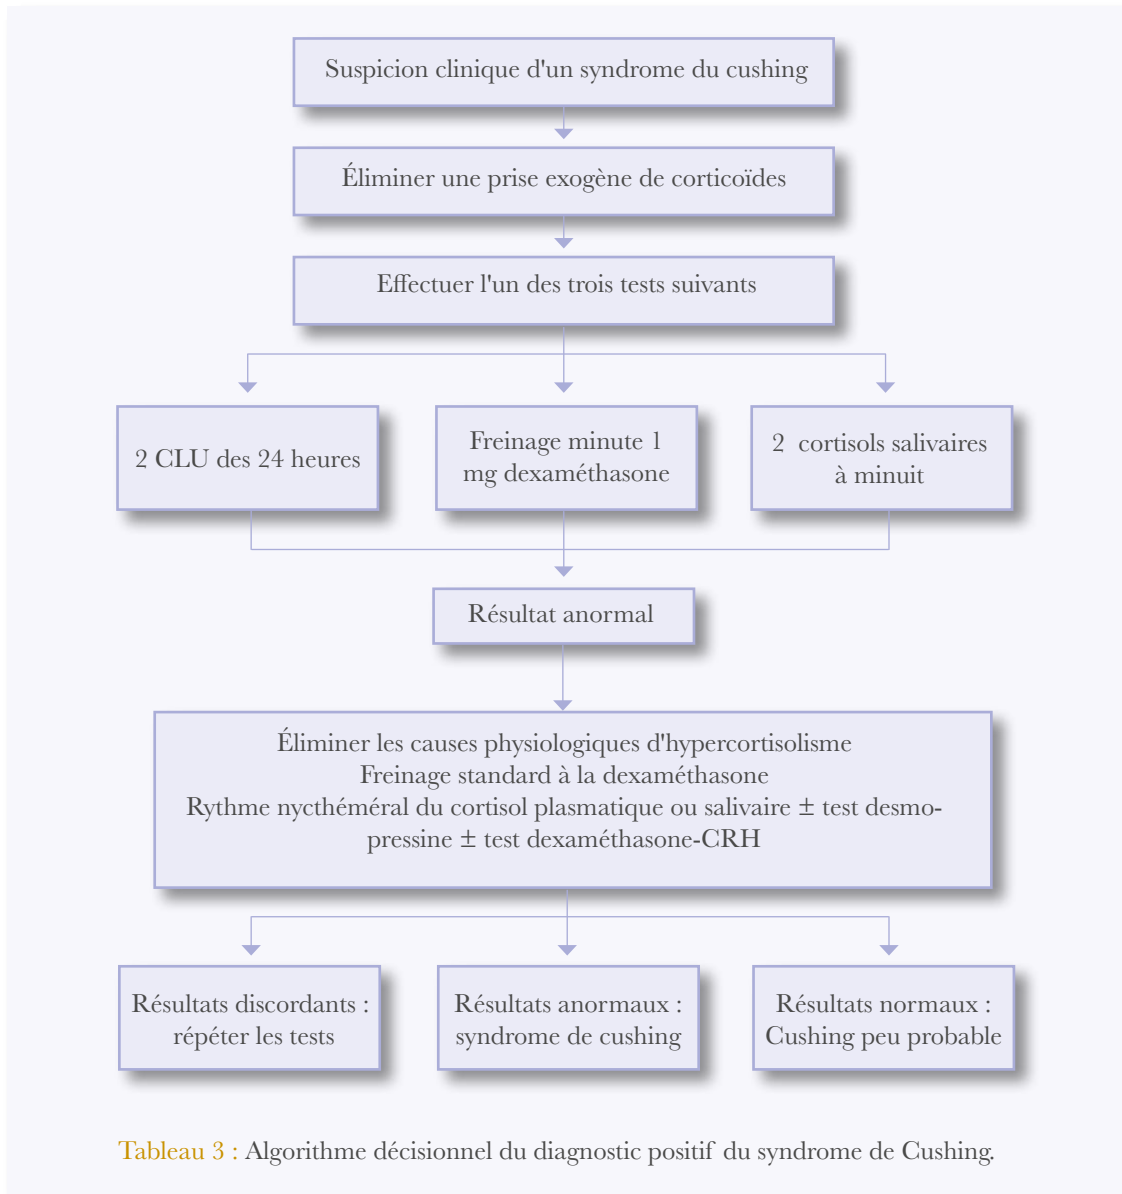 Suspicion clinique d'un syndrome du cushing
Éliminer une prise exogène de corticoïdes
Effectuer l'un des trois tests suivants
2 CLU des 24 heures
Freinage minute 1
mg dexaméthasone
2 cortisols salivaires
à minuit
Résultat anormal
Éliminer les causes physiologiques d'hypercortisolisme
Freinage standard à la dexaméthasone
Rythme nycthéméral du cortisol plasmatique ou salivaire ± test desmo-
pressine ± test dexaméthasone-CRH
Résultats discordants :
répéter les tests
Résultats anormaux :
syndrome de cushing
Résultats normaux :
Cushing peu probable
Tableau 3 : Algorithme décisionnel du diagnostic positif du syndrome de Cushing.